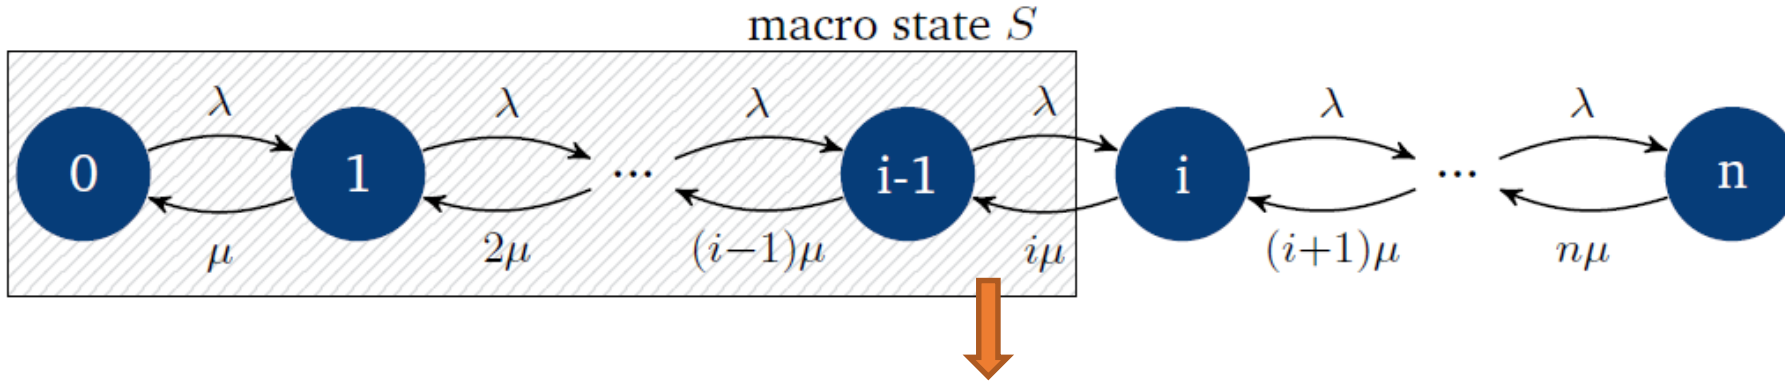 macro state S
λ λ λ λ λ λ
0 1 ... i-1 i ... n
μ 2μ (i−1)μ iμ (i+1)μ nμ